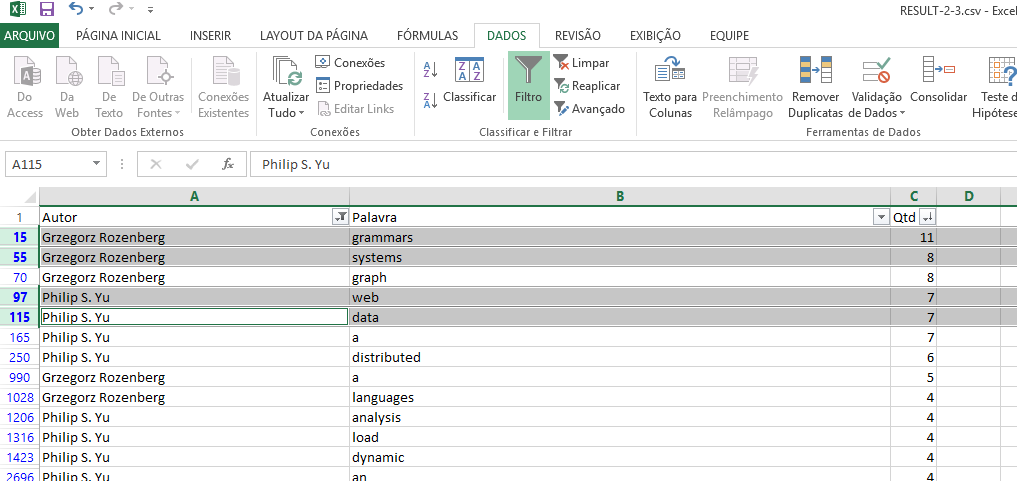 RESULT-2-3.csv - Excel
ARQUIVO PÁGINA INICIAL INSERIR LAYOUT DA PÁGINA FÓRMULAS DADOS REVISÃO EXIBIÇÃO EQUIPE
Do Access
Da Web
De Texto
De Outras Fontes
Conexões Existentes
Obter Dados Externos
Atualizar Tudo
Conexões
Propriedades
Editar Links
Conexões
Classificar
Filtro
Limpar
Reaplicar
Avançado
Classificar e Filtrar
Texto para Colunas
Preenchimento Relâmpago
Remover Duplicatas
Validação de Dados
Consolidar
Teste d
Hipótese
Ferramentas de Dados
A115 fx Philip S. Yu
A B C D
1 Autor Palavra Qtd
15 Grzegorz Rozenberg grammars 11
55 Grzegorz Rozenberg systems 8
70 Grzegorz Rozenberg graph 8
97 Philip S. Yu web 7
115 Philip S. Yu data 7
165 Philip S. Yu a 7
250 Philip S. Yu distributed 6
990 Grzegorz Rozenberg a 5
1028 Grzegorz Rozenberg languages 4
1206 Philip S. Yu analysis 4
1316 Philip S. Yu load 4
1423 Philip S. Yu dynamic 4
2696 Philip S. Yu an 4